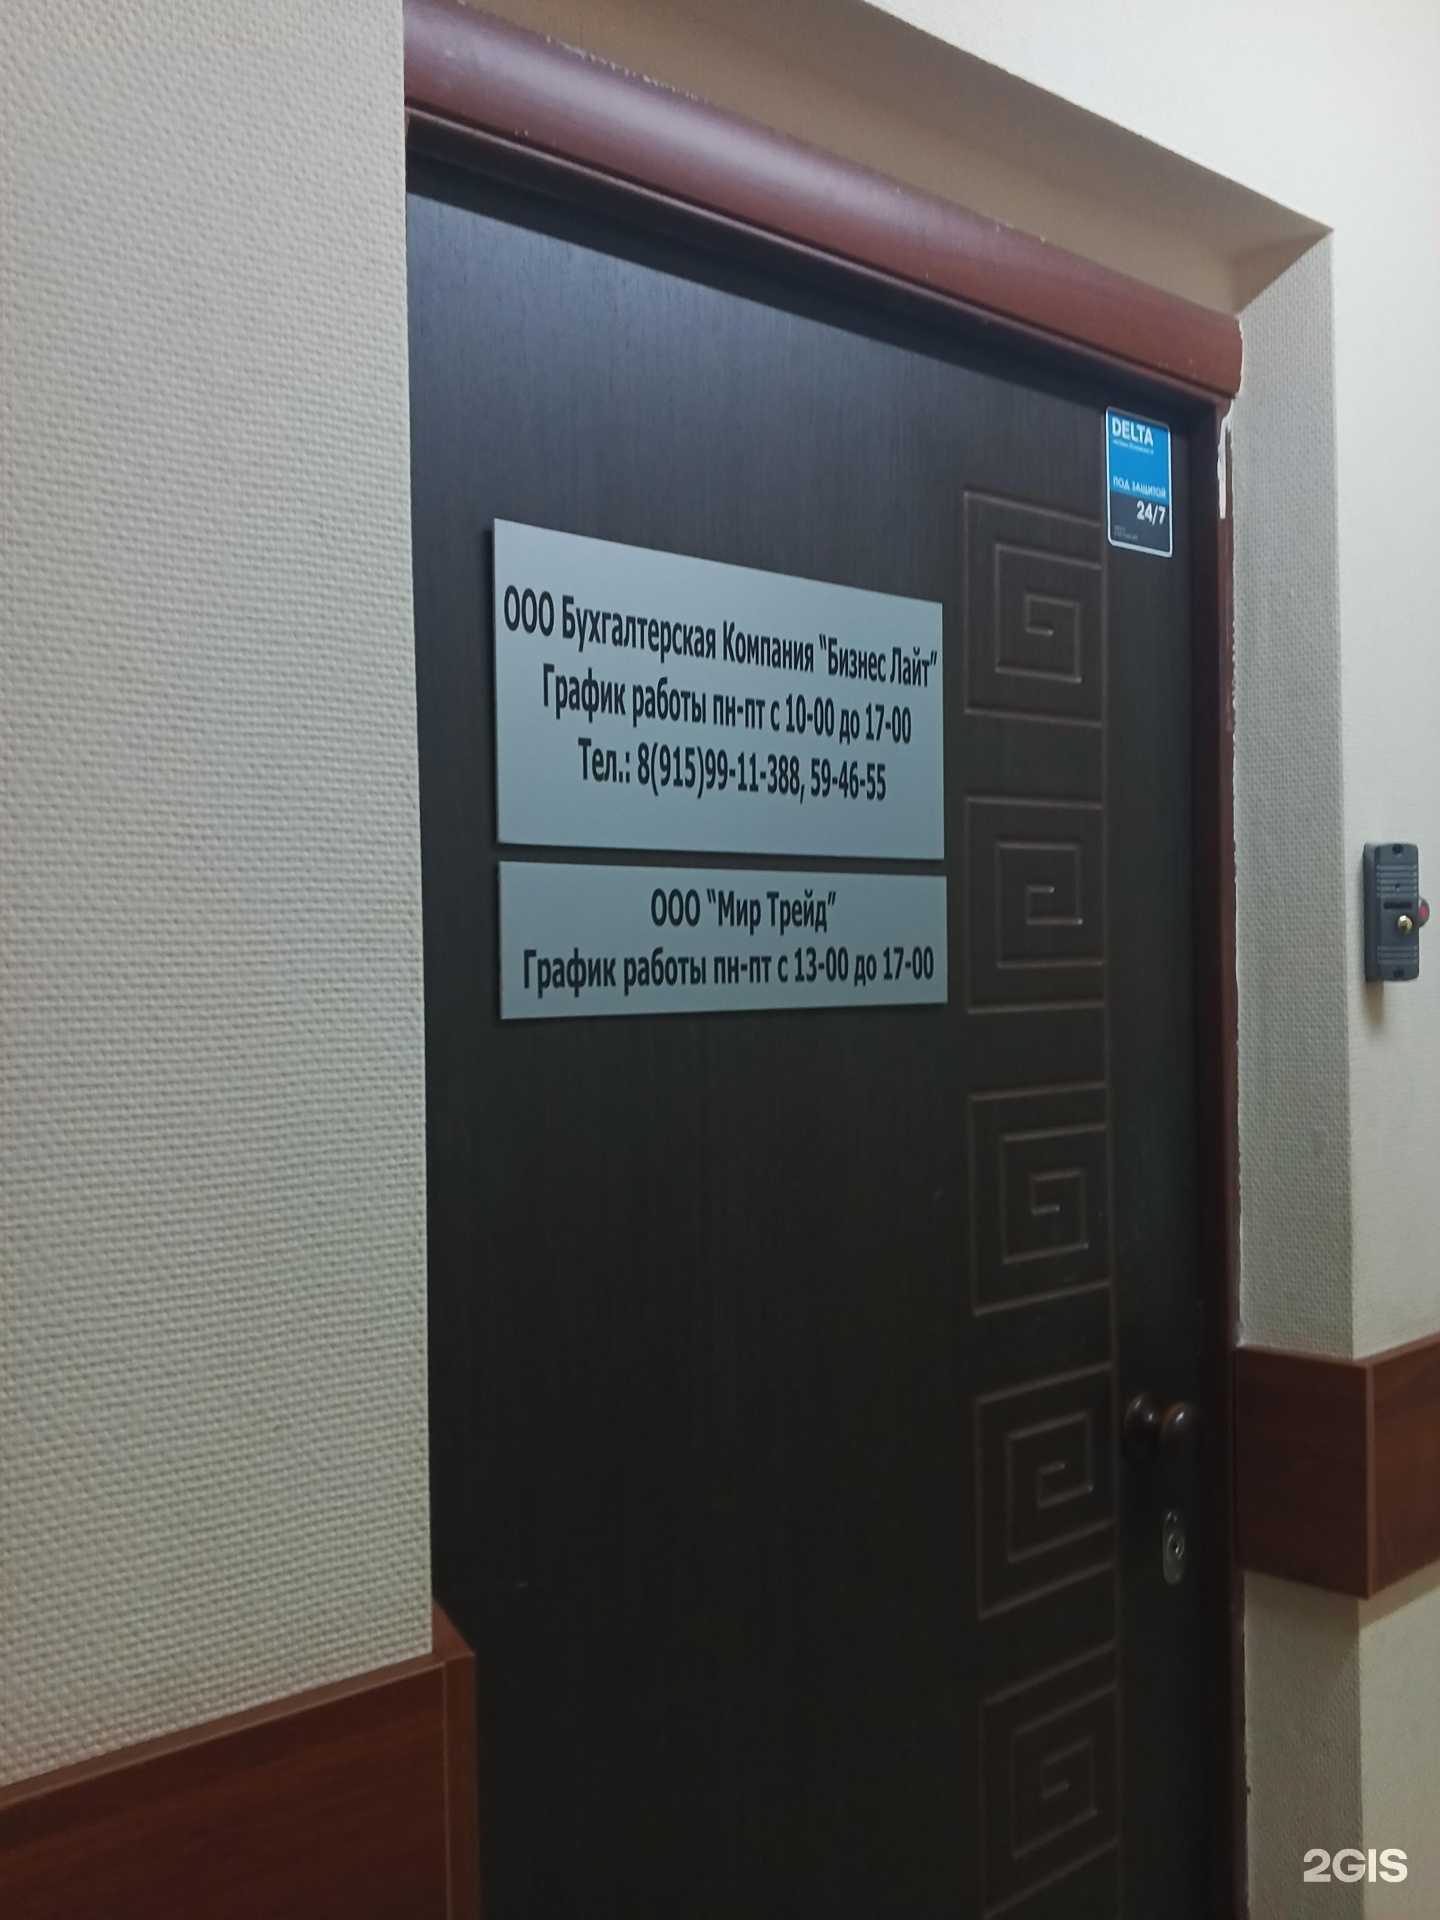 DELTA
ПОД ЗАЩИТОЙ
24/7
ООО Бухгалтерская Компания "Бизнес Лайт"
График работы пн-пт с 10-00 до 17-00
Тел.: 8(915)99-11-388, 59-46-55
ООО "Мир Трейд"
График работы пн-пт с 13-00 до 17-00
2GIS